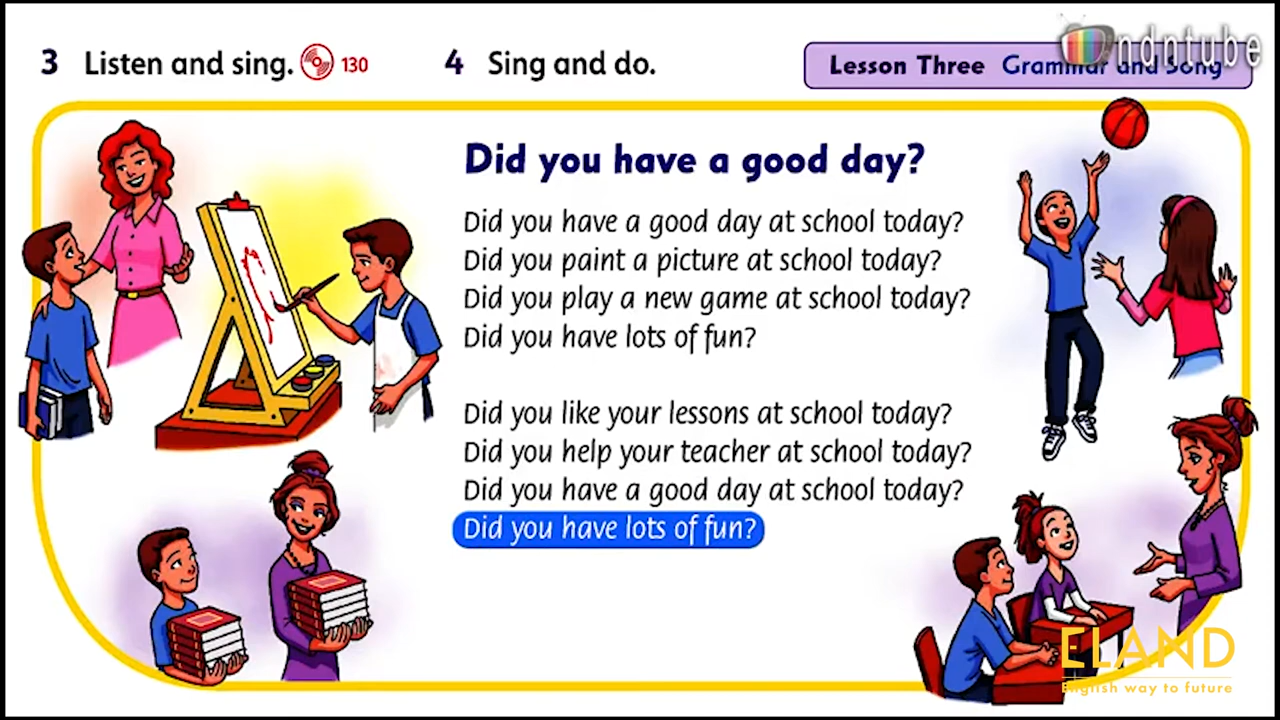 3 Listen and sing. 130
4 Sing and do.
Lesson Three Grammar and Song
ndntube
Did you have a good day?
Did you have a good day at school today?
Did you paint a picture at school today?
Did you play a new game at school today?
Did you have lots of fun?
Did you like your lessons at school today?
Did you help your teacher at school today?
Did you have a good day at school today?
Did you have lots of fun?
ELAND
English way to future